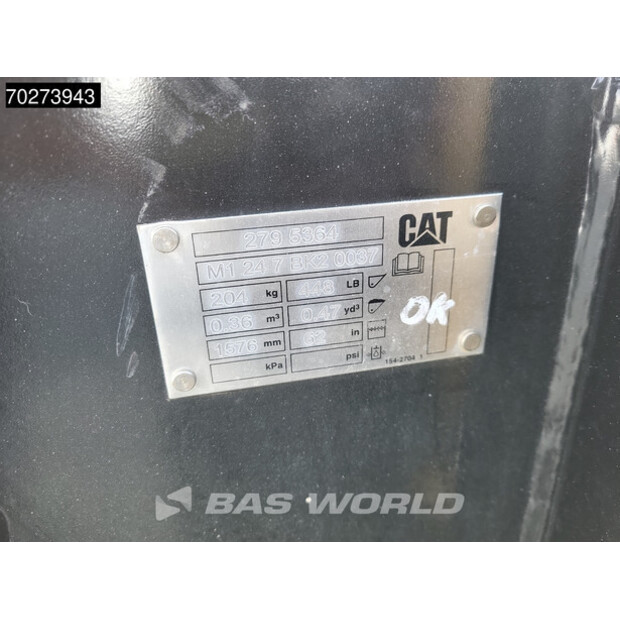 70273943
279 5364
CAT
M1 24 7 BK2 0037
204 kg LB
0.36 m³ 0.47 yd³
OK
1576 mm 62 in
kPa psi
154-2704 1
BAS WORLD